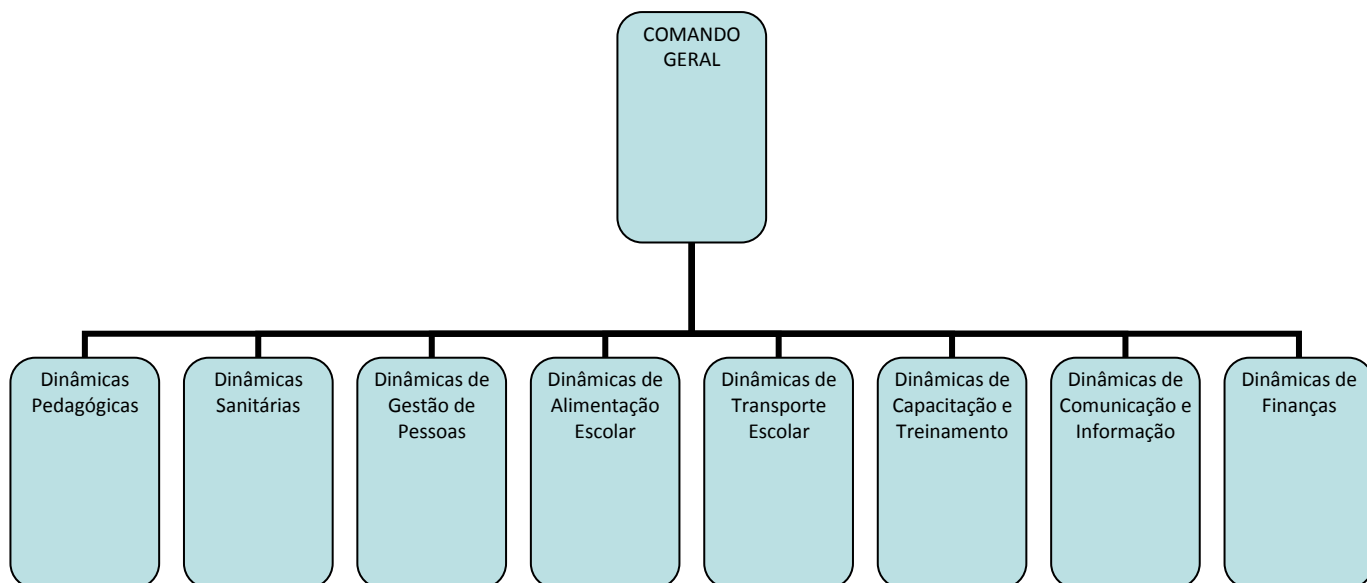 COMANDO
GERAL
Dinâmicas
Pedagógicas
Dinâmicas
Sanitárias
Dinâmicas de
Gestão de
Pessoas
Dinâmicas de
Alimentação
Escolar
Dinâmicas de
Transporte
Escolar
Dinâmicas de
Capacitação e
Treinamento
Dinâmicas de
Comunicação e
Informação
Dinâmicas de
Finanças